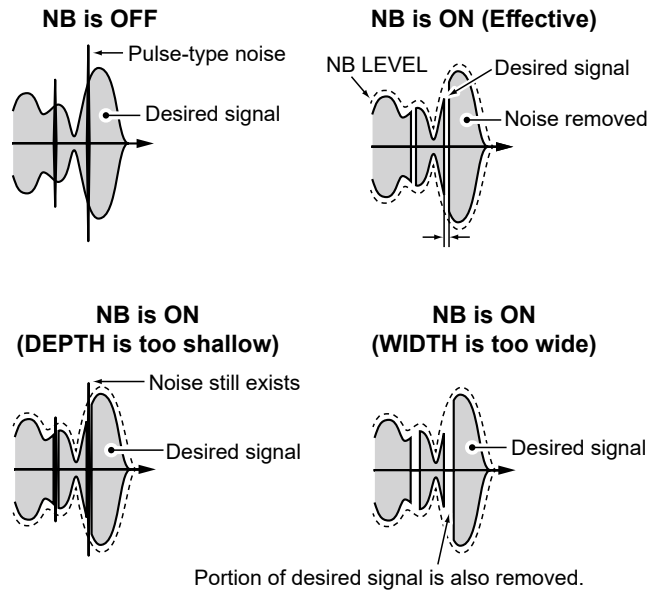 NB is OFF
Pulse-type noise
Desired signal
NB is ON (Effective)
NB LEVEL
Desired signal
Noise removed
NB is ON
(DEPTH is too shallow)
Noise still exists
Desired signal
NB is ON
(WIDTH is too wide)
Desired signal
Portion of desired signal is also removed.